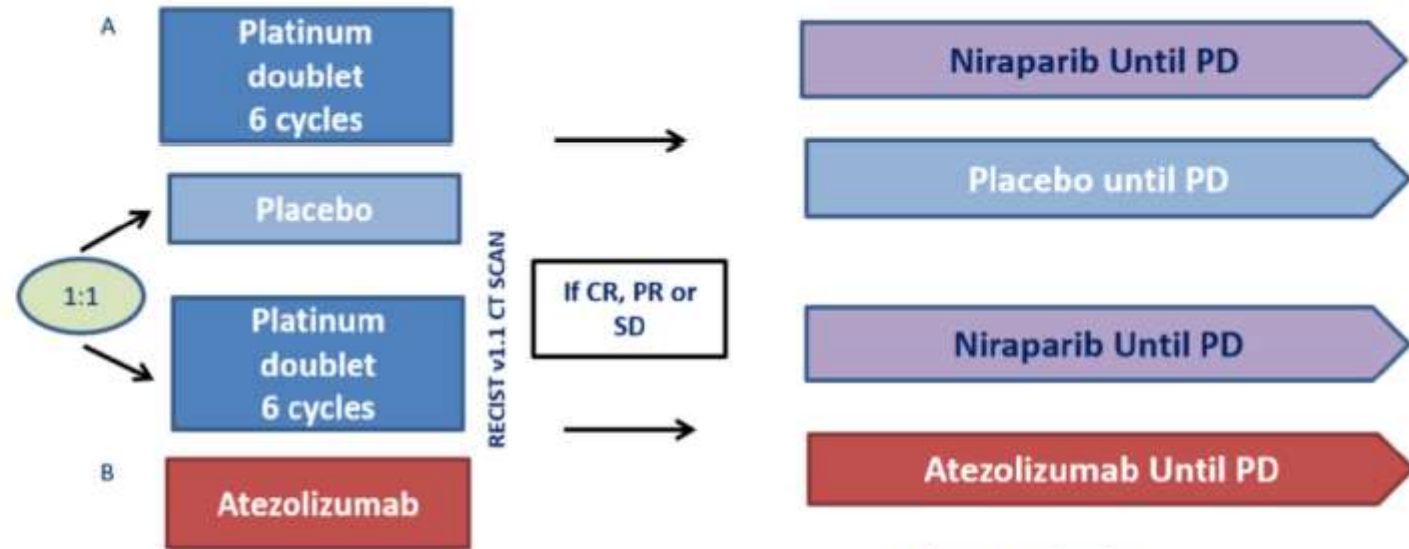 A
Platinum
doublet
6 cycles
Niraparib Until PD
Placebo
Placebo until PD
1:1
RECIST v1.1 CT SCAN
If CR, PR or
SD
Platinum
doublet
6 cycles
Niraparib Until PD
B
Atezolizumab
Atezolizumab Until PD